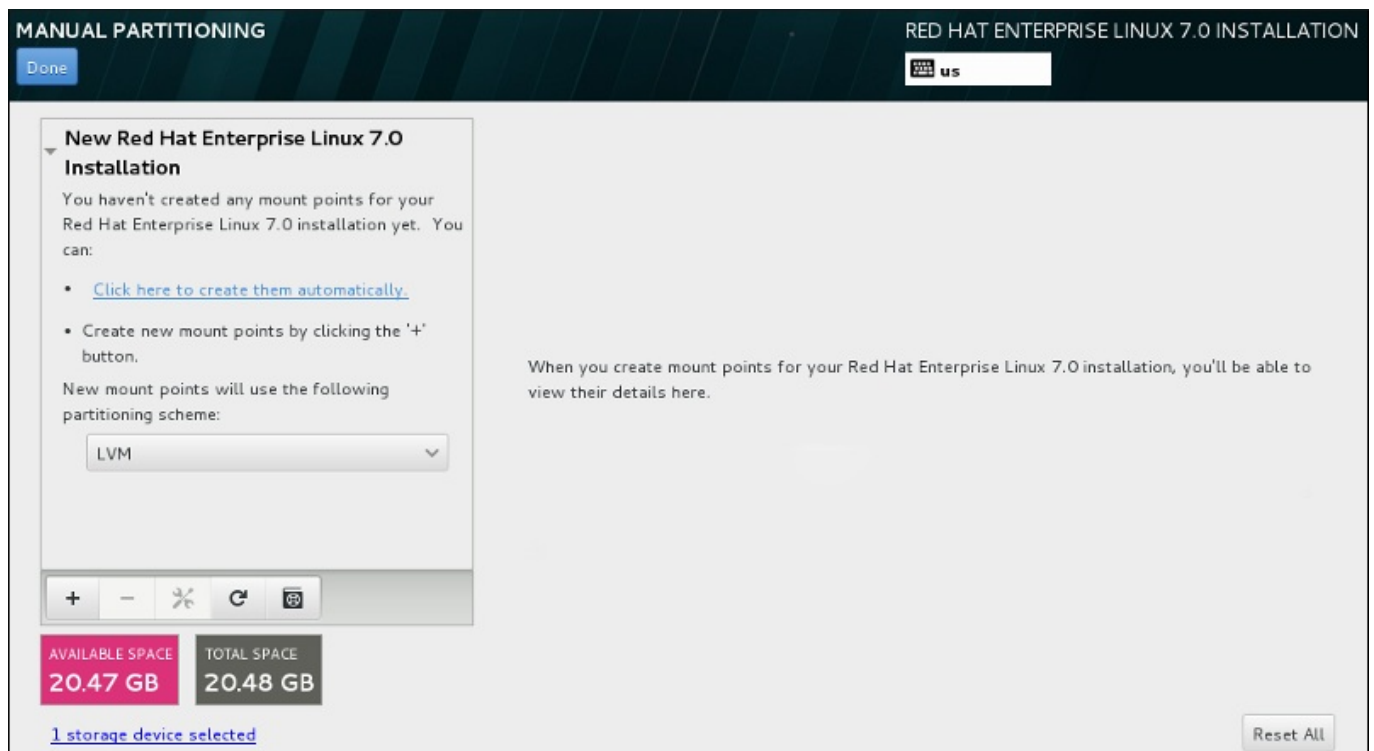 MANUAL PARTITIONING
Done
RED HAT ENTERPRISE LINUX 7.0 INSTALLATION
us
New Red Hat Enterprise Linux 7.0
Installation
You haven't created any mount points for your
Red Hat Enterprise Linux 7.0 installation yet. You
can:
• Click here to create them automatically.
• Create new mount points by clicking the '+'
button.
New mount points will use the following
partitioning scheme:
LVM
When you create mount points for your Red Hat Enterprise Linux 7.0 installation, you'll be able to
view their details here.
AVAILABLE SPACE
20.47 GB
TOTAL SPACE
20.48 GB
1 storage device selected
Reset All